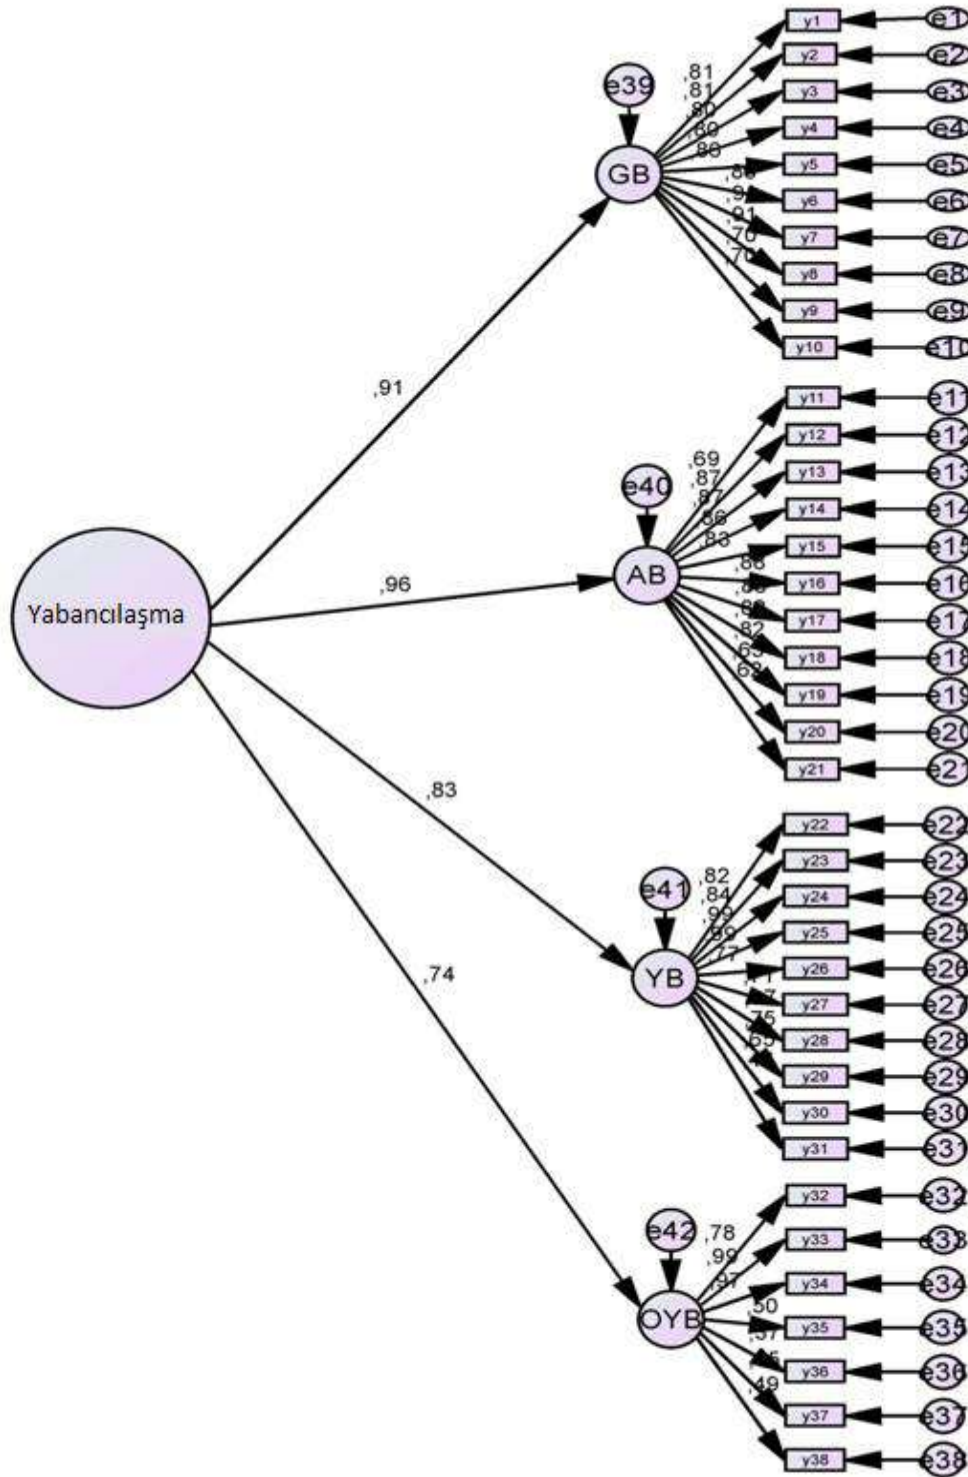 Yabancılaşma
,91
,96
,83
,74
e39
GB
,81
,81
,80
,80
,80
,91
,70
,70
y1
e1
y2
e2
y3
e3
y4
e4
y5
e5
y6
e6
y7
e7
y8
e8
y9
e9
y10
e10
e40
AB
,69
,87
,87
,86
,83
,88
,82
,63
y11
e11
y12
e12
y13
e13
y14
e14
y15
e15
y16
e16
y17
e17
y18
e18
y19
e19
y20
e20
y21
e21
e41
YB
,82
,84
,99
,99
,77
,75
,65
y22
e22
y23
e23
y24
e24
y25
e25
y26
e26
y27
e27
y28
e28
y29
e29
y30
e30
y31
e31
e42
OYB
,78
,99
,97
,50
,49
y32
e32
y33
e33
y34
e34
y35
e35
y36
e36
y37
e37
y38
e38